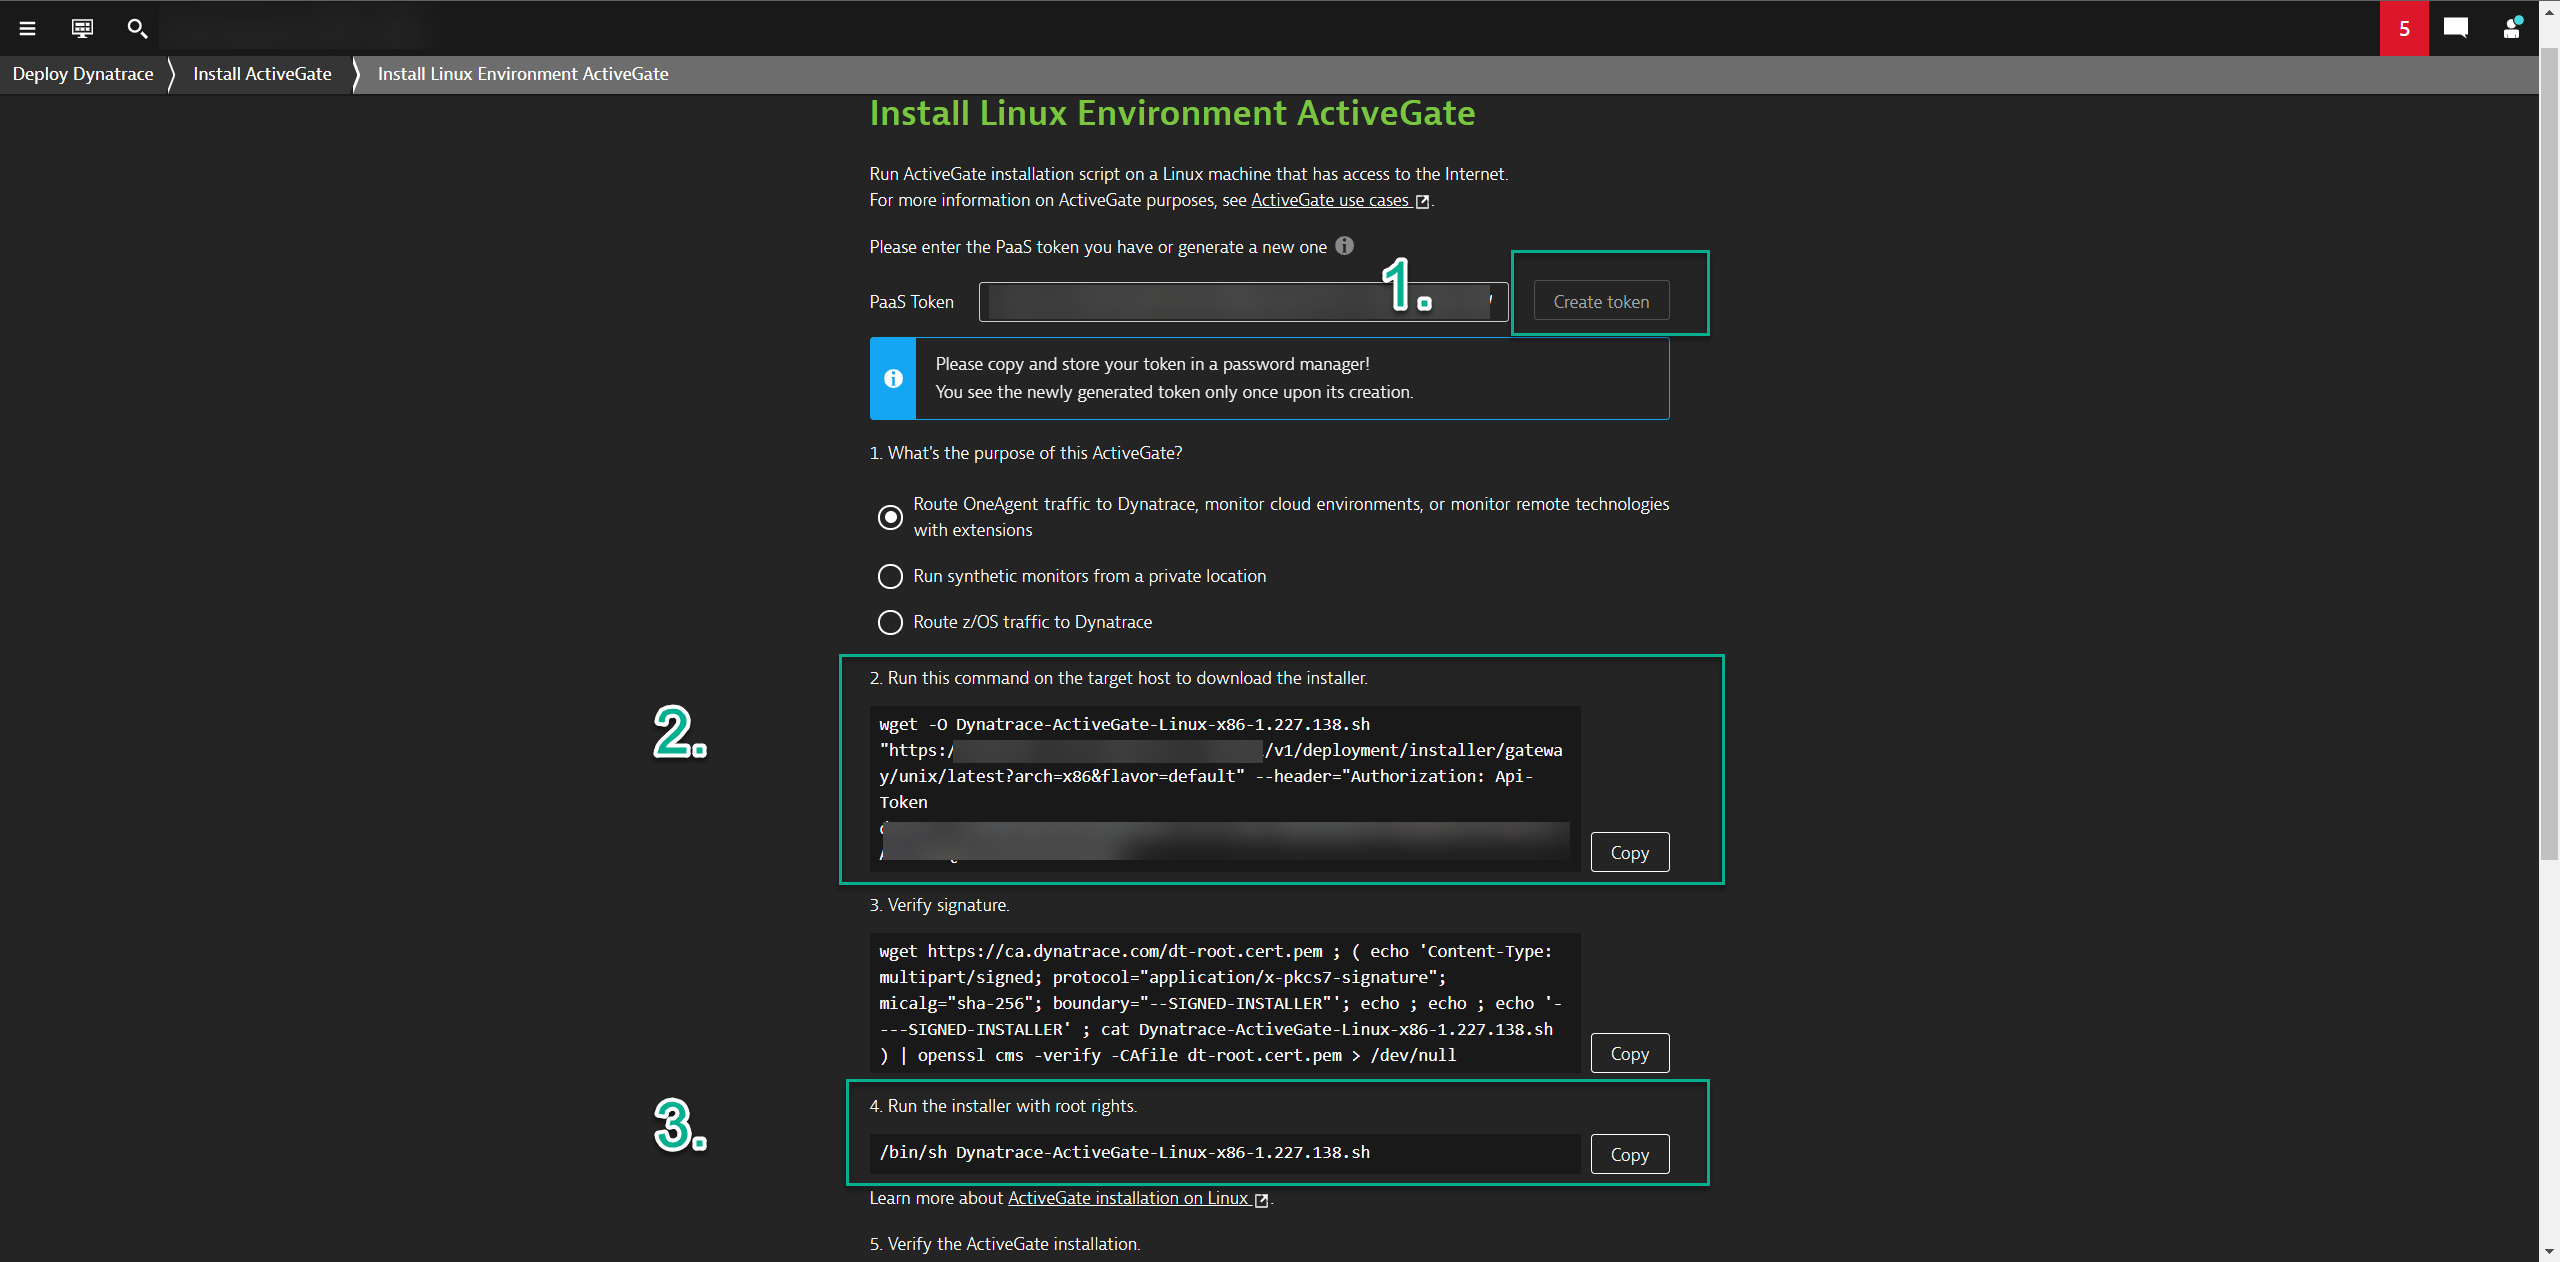 5
Deploy Dynatrace
Install ActiveGate
Install Linux Environment ActiveGate
Install Linux Environment ActiveGate
Run ActiveGate installation script on a Linux machine that has access to the Internet.
For more information on ActiveGate purposes, see ActiveGate use cases.
Please enter the PaaS token you have or generate a new one
1.
PaaS Token
Create token
Please copy and store your token in a password manager!
You see the newly generated token only once upon its creation.
1. What's the purpose of this ActiveGate?
Route OneAgent traffic to Dynatrace, monitor cloud environments, or monitor remote technologies
with extensions
Run synthetic monitors from a private location
Route z/OS traffic to Dynatrace
2.
2. Run this command on the target host to download the installer.
wget -O Dynatrace-ActiveGate-Linux-x86-1.227.138.sh
"https:/ /v1/deployment/installer/gatewa
y/unix/latest?arch=x86&flavor=default" --header="Authorization: Api-
Token
Copy
3. Verify signature.
wget https://ca.dynatrace.com/dt-root.cert.pem ; ( echo 'Content-Type:
multipart/signed; protocol="application/x-pkcs7-signature";
micalg="sha-256"; boundary="--SIGNED-INSTALLER"'; echo ; echo ; echo '-
---SIGNED-INSTALLER' ; cat Dynatrace-ActiveGate-Linux-x86-1.227.138.sh
) | openssl cms -verify -CAfile dt-root.cert.pem > /dev/null
Copy
3.
4. Run the installer with root rights.
/bin/sh Dynatrace-ActiveGate-Linux-x86-1.227.138.sh
Copy
Learn more about ActiveGate installation on Linux.
5. Verify the ActiveGate installation.